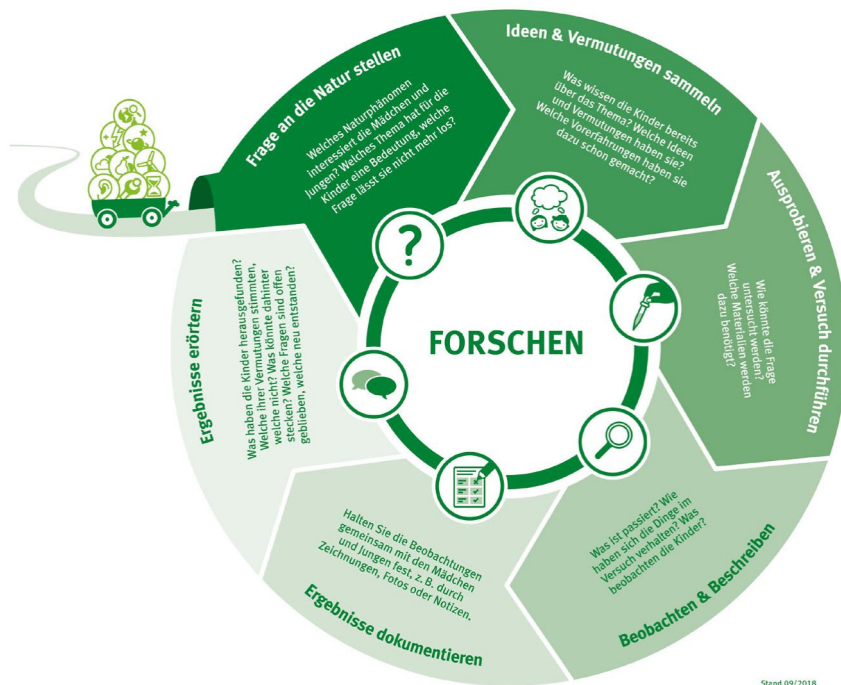 Frage an die Natur stellen
Welches Naturphänomen
interessiert die Mädchen und
Jungen? Welches Thema hat für die
Kinder eine Bedeutung, welche
Frage lässt sie nicht mehr los?
Ideen & Vermutungen sammeln
Was wissen die Kinder bereits
über das Thema? Welche Ideen
und Vermutungen haben sie?
Welche Vorerfahrungen haben sie
dazu schon gemacht?
Ausprobieren & Versuch durchführen
Wie könnte die Frage
untersucht werden?
Welche Materialien werden
dazu benötigt?
Beobachten & Beschreiben
Was ist passiert? Wie
haben sich die Dinge im
Versuch verhalten? Was
beobachten die Kinder?
Ergebnisse dokumentieren
Halten Sie die Beobachtungen
gemeinsam mit den Mädchen
und Jungen fest, z. B. durch
Zeichnungen, Fotos oder Notizen.
Ergebnisse erörtern
Was haben die Kinder herausgefunden?
Welche ihrer Vermutungen stimmten,
welche nicht? Was könnte dahinter
stecken? Welche Fragen sind offen
geblieben, welche neu entstanden?
?
FORSCHEN
Stand 09/2018